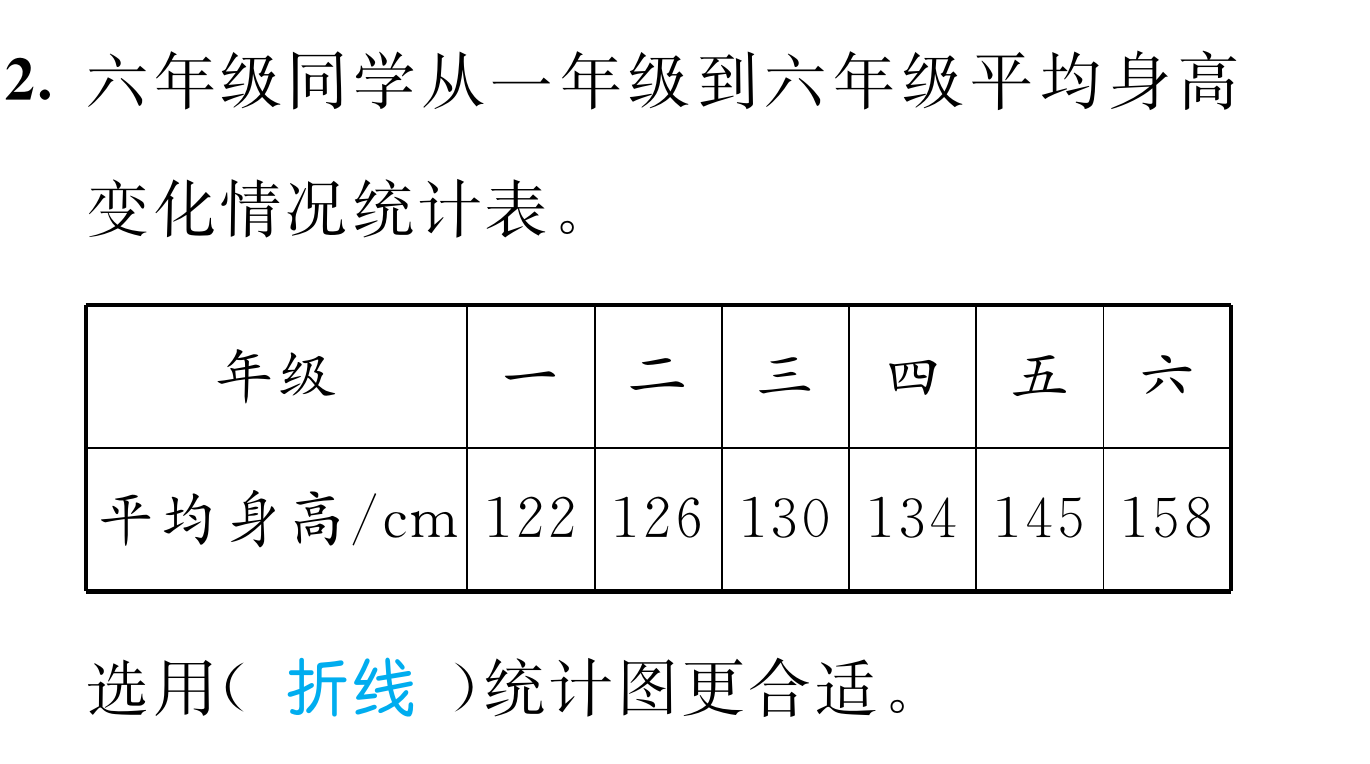 2. 六年级同学从一年级到六年级平均身高
变化情况统计表。
年级 一 二 三 四 五 六
平均身高/cm 122 126 130 134 145 158
选用( 折线 )统计图更合适。